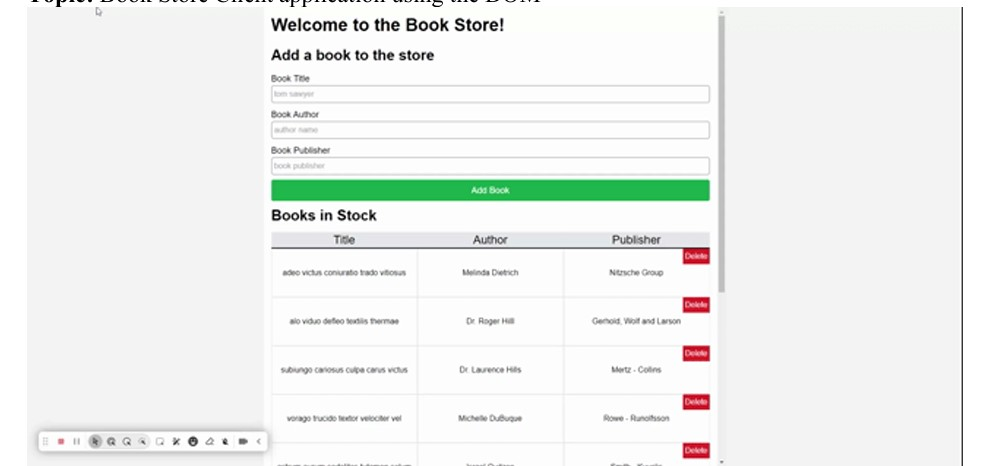 Topic: Book Store Client application using the DOM
Welcome to the Book Store!
Add a book to the store
Book Title
tom sawyer
Book Author
author name
Book Publisher
book publisher
Add Book
Books in Stock
Title Author Publisher
Delete
adeo victus coniuratio trado vitiosus Melinda Dietrich Nitzsche Group
Delete
alo viduo defleo textilis thermae Dr. Roger Hilll Gerhold, Wolf and Larson
Delete
subiungo cariosus culpa carus victus Dr. Laurence Hills Mertz - Collins
Delete
vorago trucido textor velociter vel Michelle DuBuque Rowe - Runolfsson
Delete